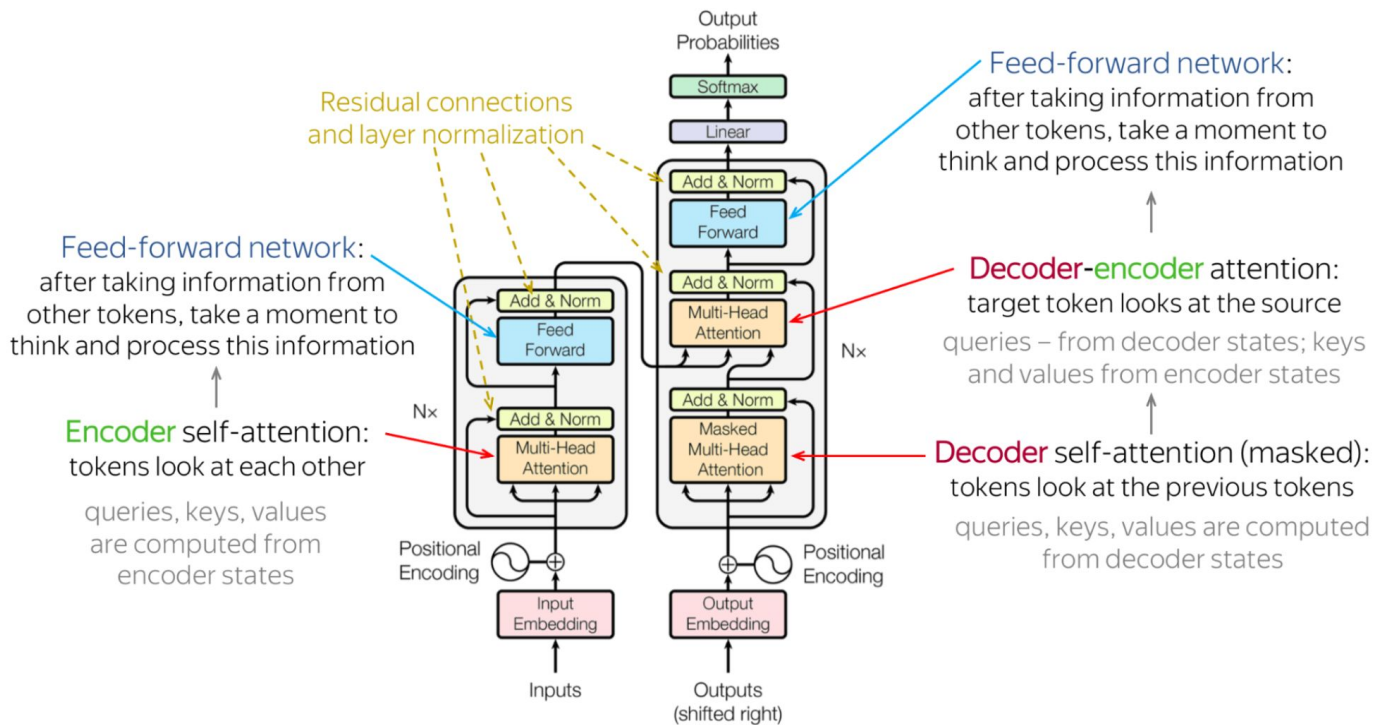 Output
Probabilities
Softmax
Linear
Add & Norm
Feed
Forward
Add & Norm
Multi-Head
Attention
Add & Norm
Masked
Multi-Head
Attention
Nx
Positional
Encoding
Output
Embedding
Outputs
(shifted right)
Add & Norm
Feed
Forward
Add & Norm
Multi-Head
Attention
Nx
Positional
Encoding
Input
Embedding
Inputs
Residual connections
and layer normalization
Feed-forward network:
after taking information from
other tokens, take a moment to
think and process this information
Encoder self-attention:
tokens look at each other
queries, keys, values
are computed from
encoder states
Feed-forward network:
after taking information from
other tokens, take a moment to
think and process this information
Decoder-encoder attention:
target token looks at the source
queries – from decoder states; keys
and values from encoder states
Decoder self-attention (masked):
tokens look at the previous tokens
queries, keys, values are computed
from decoder states